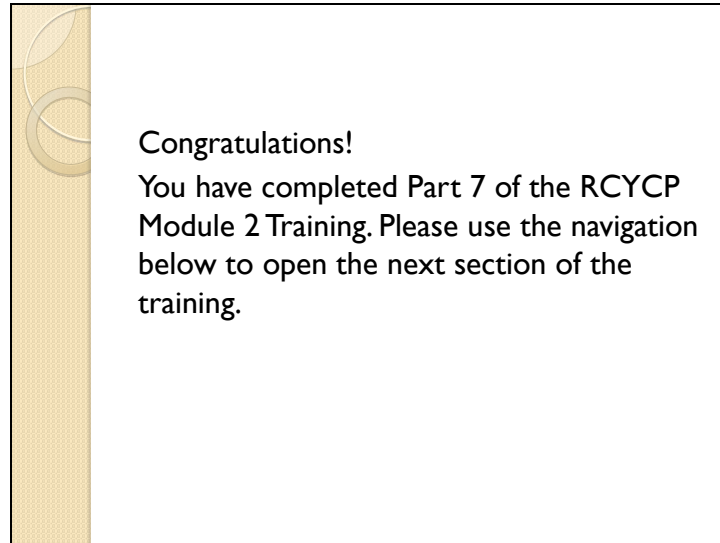 Congratulations!
You have completed Part 7 of the RCYCP
Module 2 Training. Please use the navigation
below to open the next section of the
training.